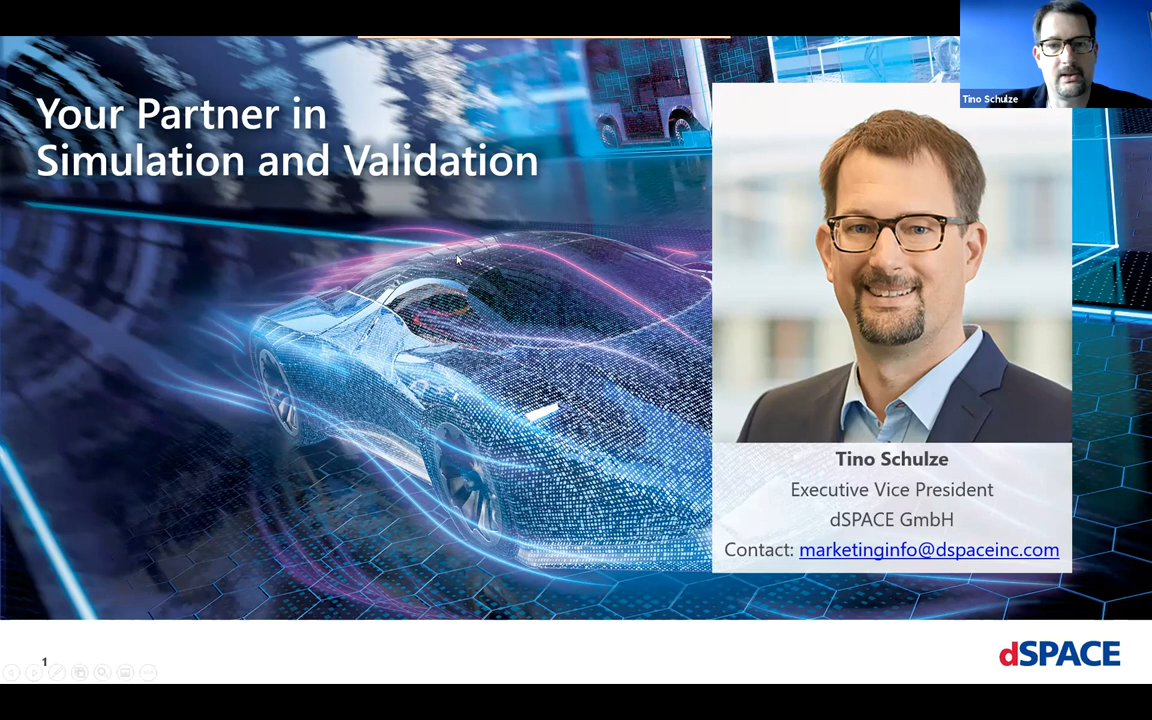 Tino Schulze
Your Partner in
Simulation and Validation
Tino Schulze
Executive Vice President
dSPACE GmbH
Contact: marketinginfo@dspaceinc.com
1
dSPACE